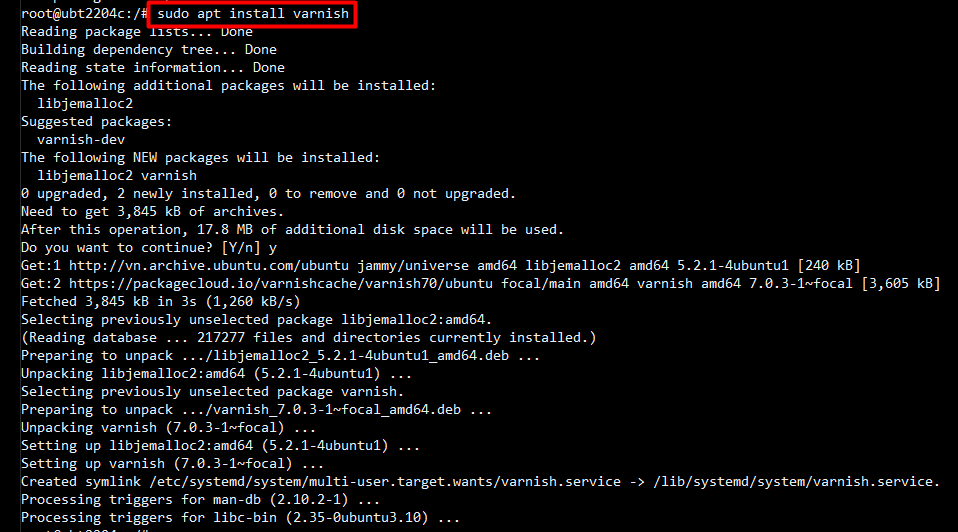 root@ubt2204c:/# sudo apt install varnish
Reading package lists... Done
Building dependency tree... Done
Reading state information... Done
The following additional packages will be installed:
  libjemalloc2
Suggested packages:
  varnish-dev
The following NEW packages will be installed:
  libjemalloc2 varnish
0 upgraded, 2 newly installed, 0 to remove and 0 not upgraded.
Need to get 3,845 kB of archives.
After this operation, 17.8 MB of additional disk space will be used.
Do you want to continue? [Y/n] y
Get:1 http://vn.archive.ubuntu.com/ubuntu jammy/universe amd64 libjemalloc2 amd64 5.2.1-4ubuntu1 [240 kB]
Get:2 https://packagecloud.io/varnishcache/varnish70/ubuntu focal/main amd64 varnish amd64 7.0.3-1~focal [3,605 kB]
Fetched 3,845 kB in 3s (1,260 kB/s)
Selecting previously unselected package libjemalloc2:amd64.
(Reading database ... 217277 files and directories currently installed.)
Preparing to unpack .../libjemalloc2_5.2.1-4ubuntu1_amd64.deb ...
Unpacking libjemalloc2:amd64 (5.2.1-4ubuntu1) ...
Selecting previously unselected package varnish.
Preparing to unpack .../varnish_7.0.3-1~focal_amd64.deb ...
Unpacking varnish (7.0.3-1~focal) ...
Setting up libjemalloc2:amd64 (5.2.1-4ubuntu1) ...
Setting up varnish (7.0.3-1~focal) ...
Created symlink /etc/systemd/system/multi-user.target.wants/varnish.service -> /lib/systemd/system/varnish.service.
Processing triggers for man-db (2.10.2-1) ...
Processing triggers for libc-bin (2.35-0ubuntu3.10) ...